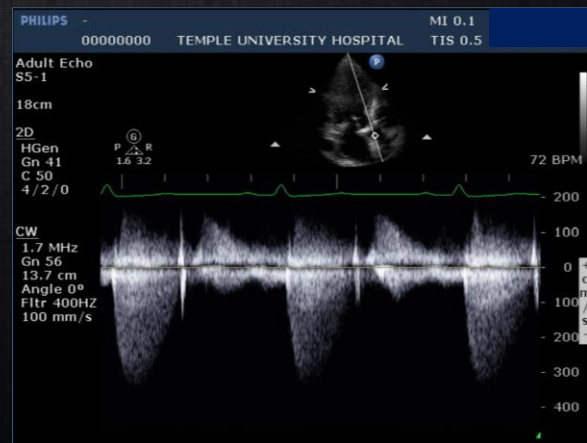 PHILIPS -
MI 0.1
00000000 TEMPLE UNIVERSITY HOSPITAL TIS 0.5
Adult Echo
S5-1
18cm
2D
HGen
Gn 41
C 50
4/2/0
P
G
P R
1.6 3.2
72 BPM
CW
1.7 MHz
Gn 56
13.7 cm
Angle 0º
Fltr 400HZ
100 mm/s
200
100
0
100
200
300
400